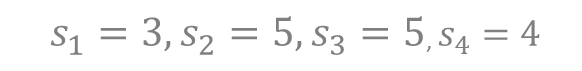 s₁ = 3, s₂ = 5, s₃ = 5, s₄ = 4